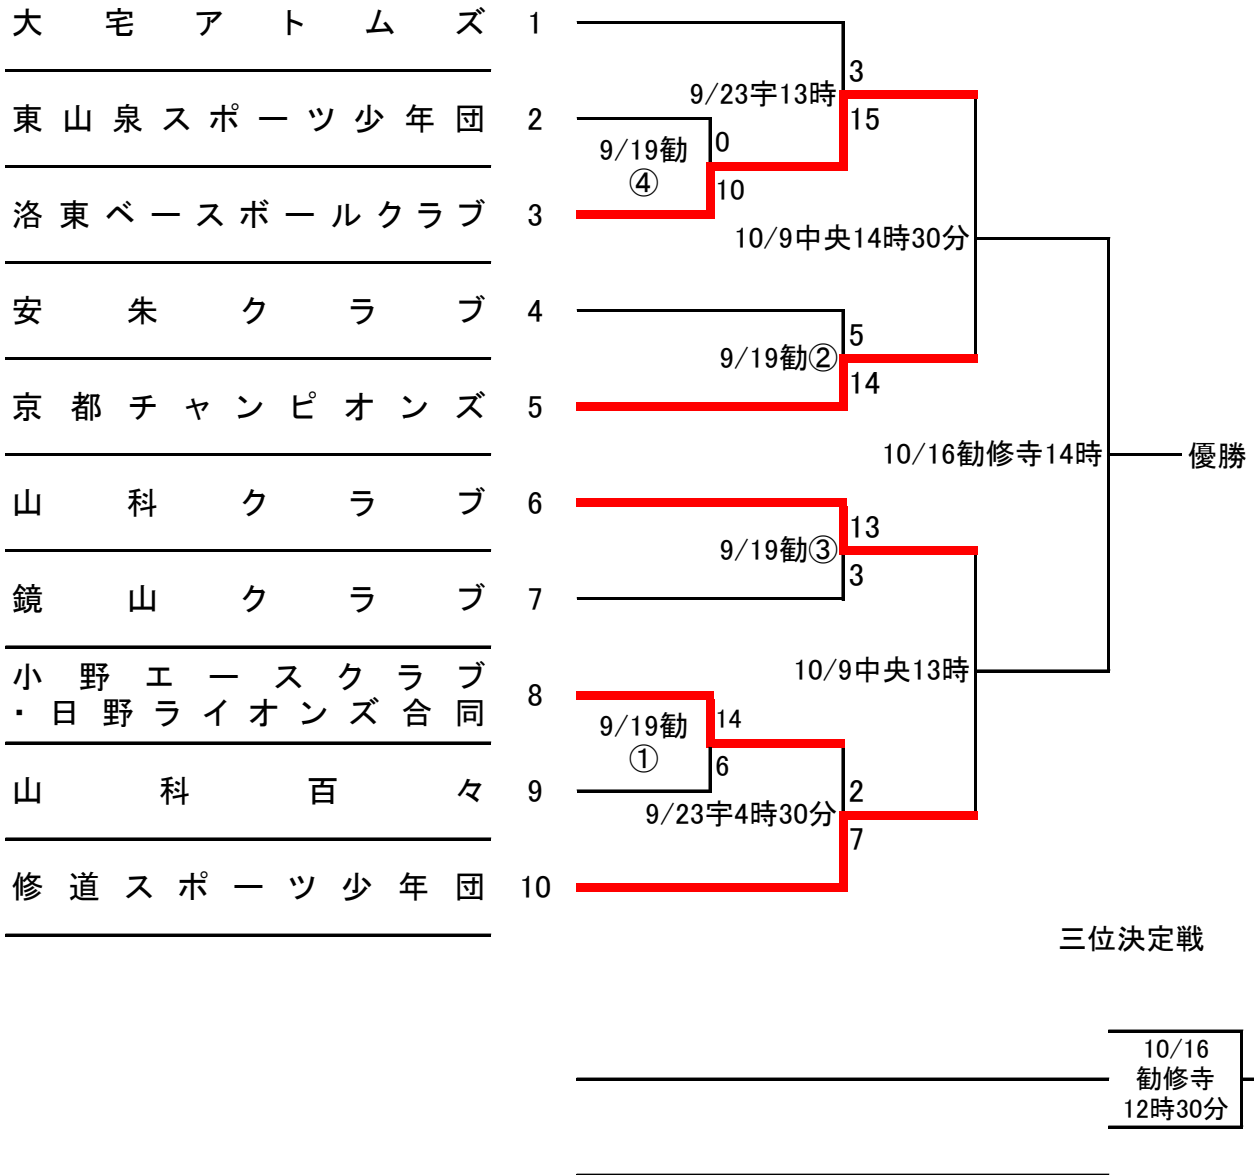 大宅アトムズ 1
3
9/23宇13時
15
東山泉スポーツ少年団 2
0
9/19勧
④
10
洛東ベースボールクラブ 3
10/9中央14時30分
安朱クラブ 4
5
9/19勧②
14
京都チャンピオンズ 5
10/16勧修寺14時
優勝
山科クラブ 6
13
9/19勧③
3
鏡山クラブ 7
10/9中央13時
小野エースクラブ
・日野ライオンズ合同
8
14
9/19勧
①
6
山科百々 9
2
9/23宇4時30分
7
修道スポーツ少年団 10
三位決定戦
10/16
勧修寺
12時30分